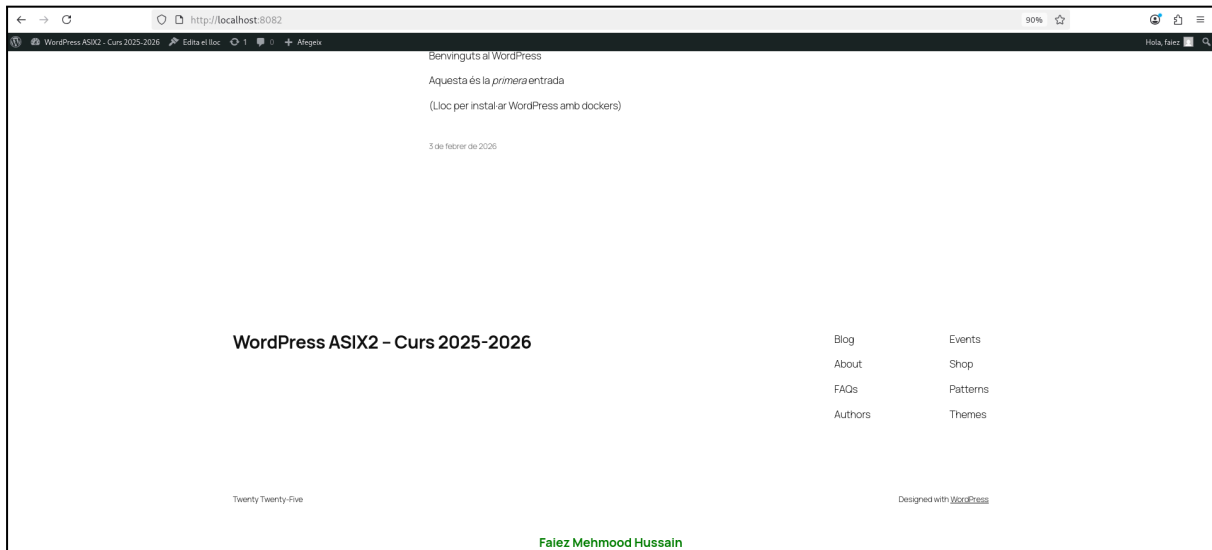 http://localhost:8082
90%
WordPress ASIX2 - Curs 2025-2026 Edita el lloc 1 0 Afegeix
Hola, faiez
Benvinguts al WordPress
Aquesta és la primera entrada
(Lloc per instal·lar WordPress amb dockers)
3 de febrer de 2026
WordPress ASIX2 – Curs 2025-2026
Blog Events
About Shop
FAQs Patterns
Authors Themes
Twenty Twenty-Five
Designed with WordPress
Faiez Mehmood Hussain